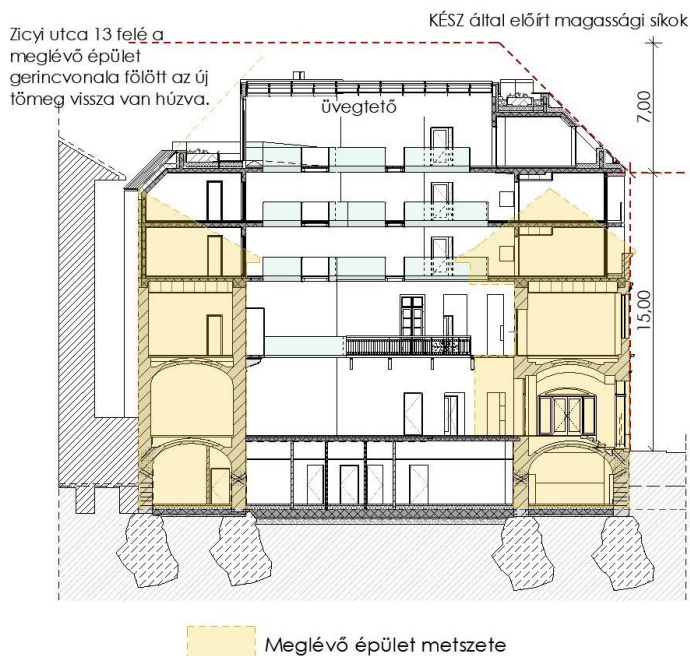 KÉSZ által előírt magassági síkok
Zicyi utca 13 felé a
meglévő épület
gerincvonala fölött az új
tömeg vissza van húzva.
üvegtető
7,00
15,00
Meglévő épület metszete